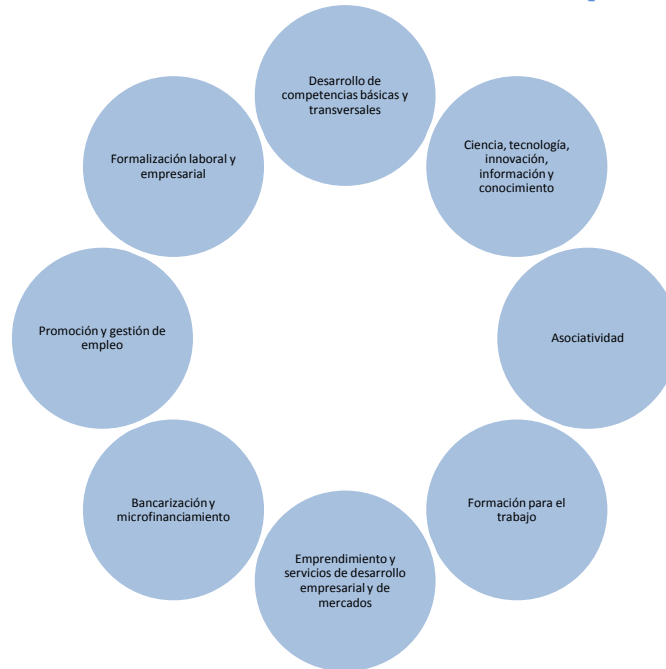 Desarrollo de
competencias básicas y
transversales
Ciencia, tecnología,
innovación,
información y
conocimiento
Asociatividad
Formación para el
trabajo
Emprendimiento y
servicios de desarrollo
empresarial y de
mercados
Bancarización y
microfinanciamiento
Promoción y gestión de
empleo
Formalización laboral y
empresarial